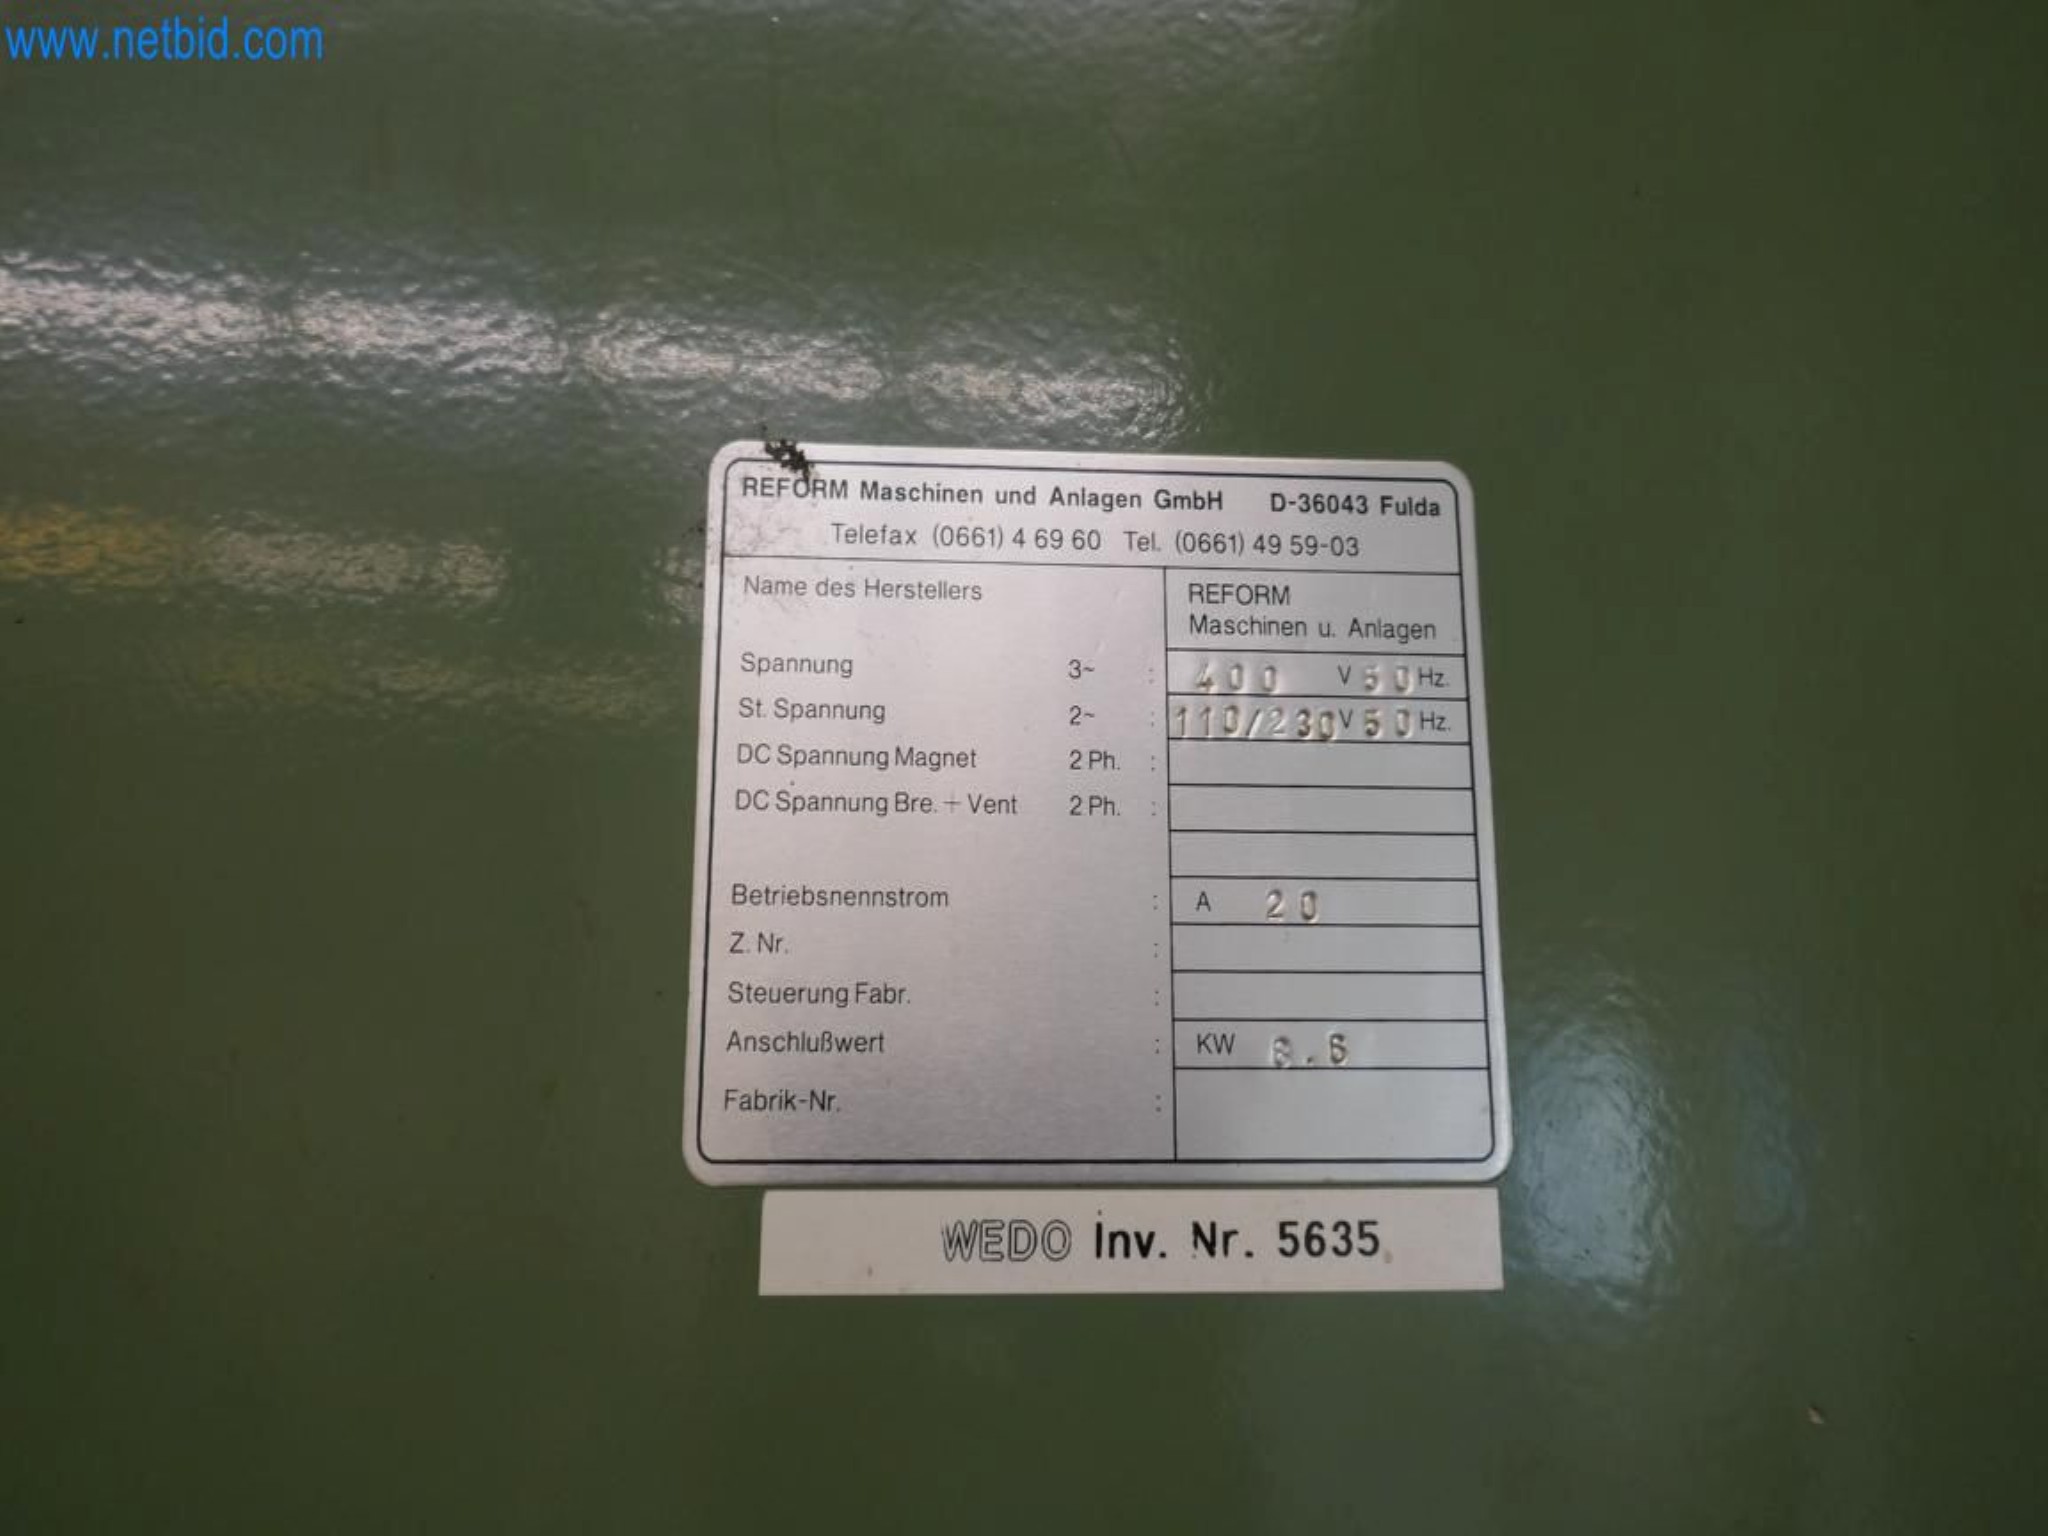 www.netbid.com
REFORM Maschinen und Anlagen GmbH D-36043 Fulda
Telefax (0661) 4 69 60 Tel. (0661) 49 59-03
Name des Herstellers REFORM
Maschinen u. Anlagen
Spannung 3~ : 400 V 50 Hz.
St. Spannung 2~ : 110/230 V 50 Hz.
DC Spannung Magnet 2 Ph. :
DC Spannung Bre. + Vent 2 Ph. :
Betriebsnennstrom : A 20
Z. Nr. :
Steuerung Fabr. :
Anschlußwert : KW
Fabrik-Nr. :
WEDO Inv. Nr. 5635